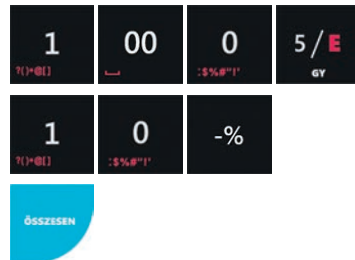 1 00 0 5/E
?()*@[] :$%#"!' GY
1 0 -%
?()*@[] :$%#"!'
ÖSSZESEN